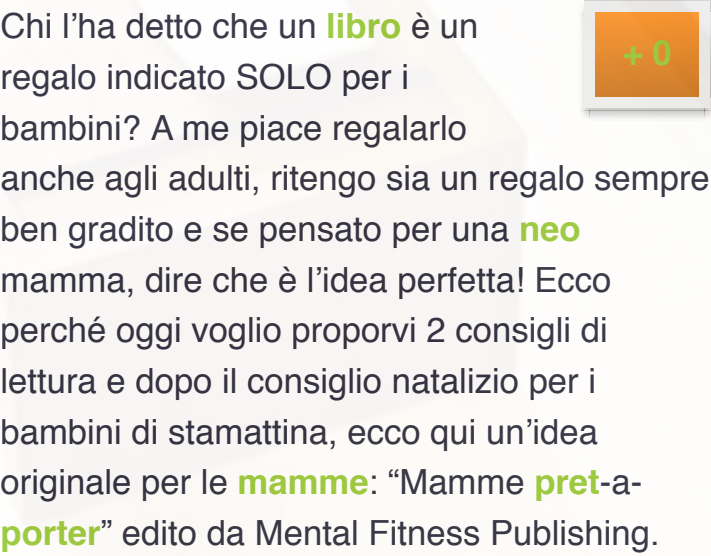 Chi l’ha detto che un libro è un
+ 0
regalo indicato SOLO per i
bambini? A me piace regalarlo
anche agli adulti, ritengo sia un regalo sempre
ben gradito e se pensato per una neo
mamma, dire che è l’idea perfetta! Ecco
perché oggi voglio proporvi 2 consigli di
lettura e dopo il consiglio natalizio per i
bambini di stamattina, ecco qui un’idea
originale per le mamme: “Mamme pret-a-
porter” edito da Mental Fitness Publishing.